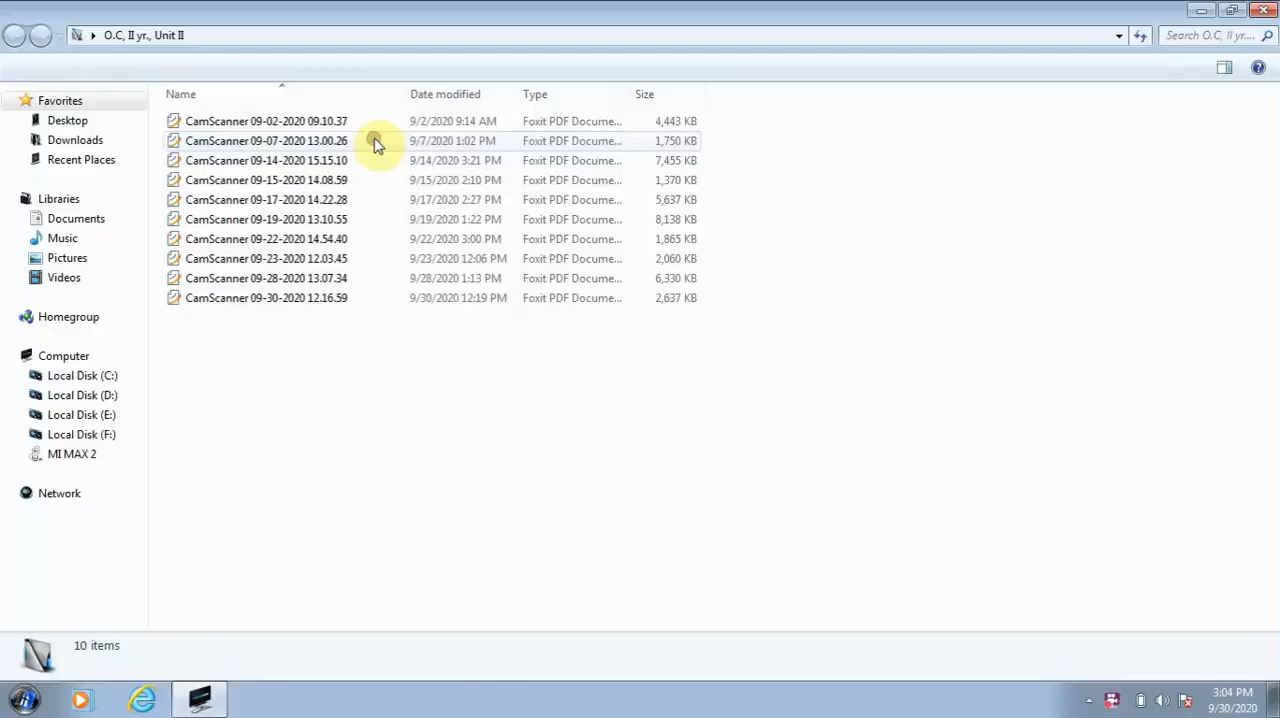 O.C, II yr., Unit II
Search O.C, II yr....
Name Date modified Type Size
Favorites
Desktop
Downloads
Recent Places
Libraries
Documents
Music
Pictures
Videos
Homegroup
Computer
Local Disk (C:)
Local Disk (D:)
Local Disk (E:)
Local Disk (F:)
MI MAX 2
Network
CamScanner 09-02-2020 09.10.37 9/2/2020 9:14 AM Foxit PDF Docume... 4,443 KB
CamScanner 09-07-2020 13.00.26 9/7/2020 1:02 PM Foxit PDF Docume... 1,750 KB
CamScanner 09-14-2020 15.15.10 9/14/2020 3:21 PM Foxit PDF Docume... 7,455 KB
CamScanner 09-15-2020 14.08.59 9/15/2020 2:10 PM Foxit PDF Docume... 1,370 KB
CamScanner 09-17-2020 14.22.28 9/17/2020 2:27 PM Foxit PDF Docume... 5,637 KB
CamScanner 09-19-2020 13.10.55 9/19/2020 1:22 PM Foxit PDF Docume... 8,138 KB
CamScanner 09-22-2020 14.54.40 9/22/2020 3:00 PM Foxit PDF Docume... 1,865 KB
CamScanner 09-23-2020 12.03.45 9/23/2020 12:06 PM Foxit PDF Docume... 2,060 KB
CamScanner 09-28-2020 13.07.34 9/28/2020 1:13 PM Foxit PDF Docume... 6,330 KB
CamScanner 09-30-2020 12.16.59 9/30/2020 12:19 PM Foxit PDF Docume... 2,637 KB
10 items
3:04 PM
9/30/2020